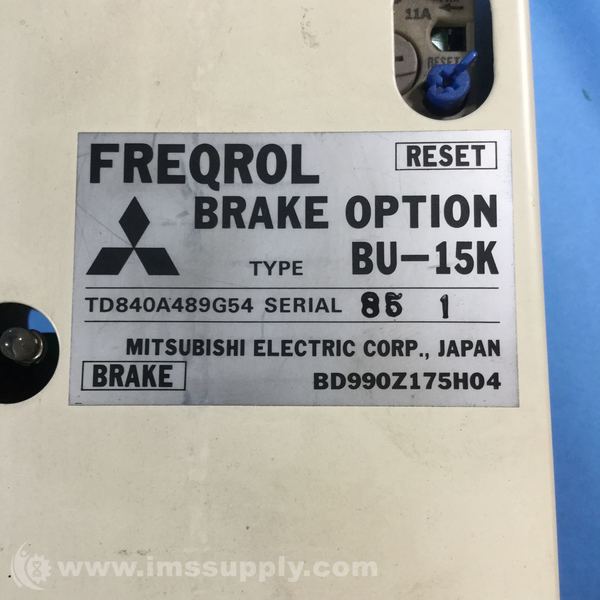 11A
RESET
FREQROL RESET
BRAKE OPTION
TYPE BU-15K
TD840A489G54 SERIAL 85 1
MITSUBISHI ELECTRIC CORP., JAPAN
BRAKE BD990Z175H04
www.imssupply.com